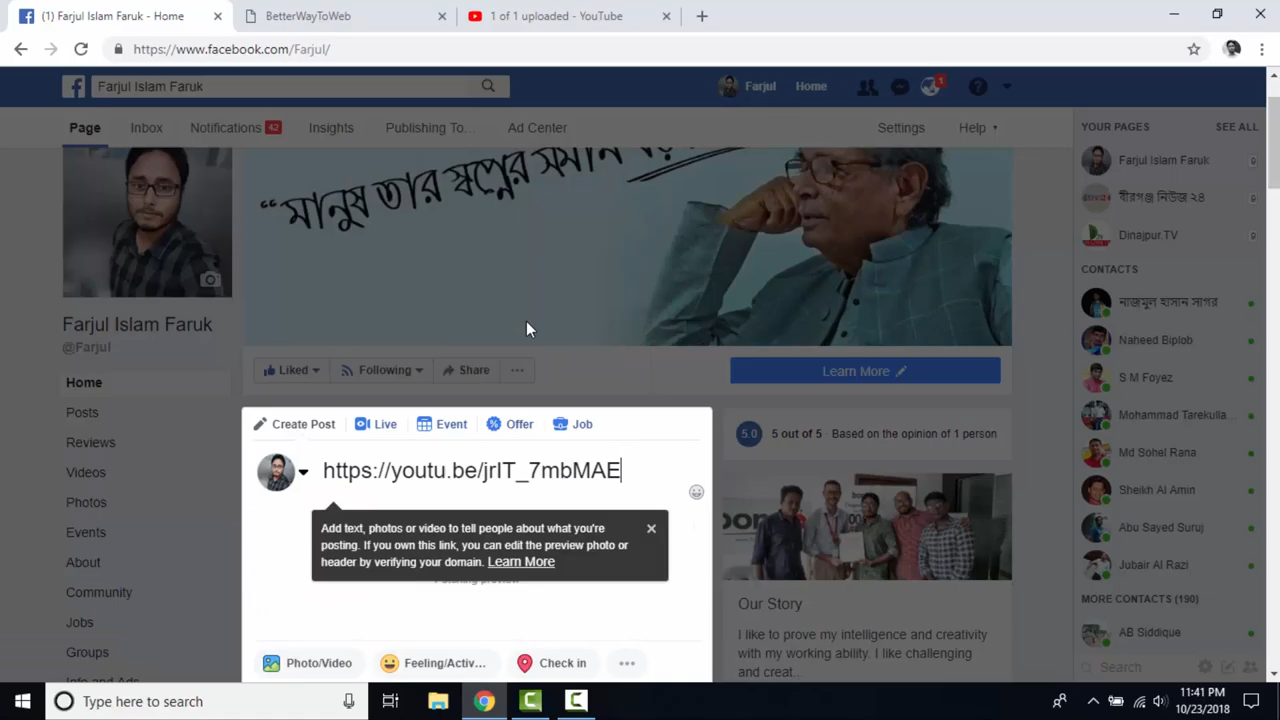 (1) Farjul Islam Faruk - Home
BetterWayToWeb
1 of 1 uploaded - YouTube
https://www.facebook.com/Farjul/
Farjul Islam Faruk
Farjul
Home
1
Page
Inbox
Notifications 42
Insights
Publishing To...
Ad Center
Settings
Help
YOUR PAGES
SEE ALL
Farjul Islam Faruk
বীরগঞ্জ নিউজ ২৪
Dinajpur.TV
CONTACTS
নাজমুল হাসান সাগর
Naheed Biplob
S M Foyez
Mohammad Tarekulla...
Md Sohel Rana
Sheikh Al Amin
Abu Sayed Suruj
Jubair Al Razi
MORE CONTACTS (190)
AB Siddique
Search
“মানুষ তার স্বপ্নের সমান
Farjul Islam Faruk
@Farjul
Home
Posts
Reviews
Videos
Photos
Events
About
Community
Jobs
Groups
Info and Ads
Liked
Following
Share
Learn More
Create Post
Live
Event
Offer
Job
https://youtu.be/jrIT_7mbMAE
Add text, photos or video to tell people about what you're
posting. If you own this link, you can edit the preview photo or
header by verifying your domain. Learn More
Fetching preview
Photo/Video
Feeling/Activ...
Check in
5.0
5 out of 5 · Based on the opinion of 1 person
Our Story
I like to prove my intelligence and creativity
with my working ability. I like challenging
and creating
Type here to search
11:41 PM
10/23/2018